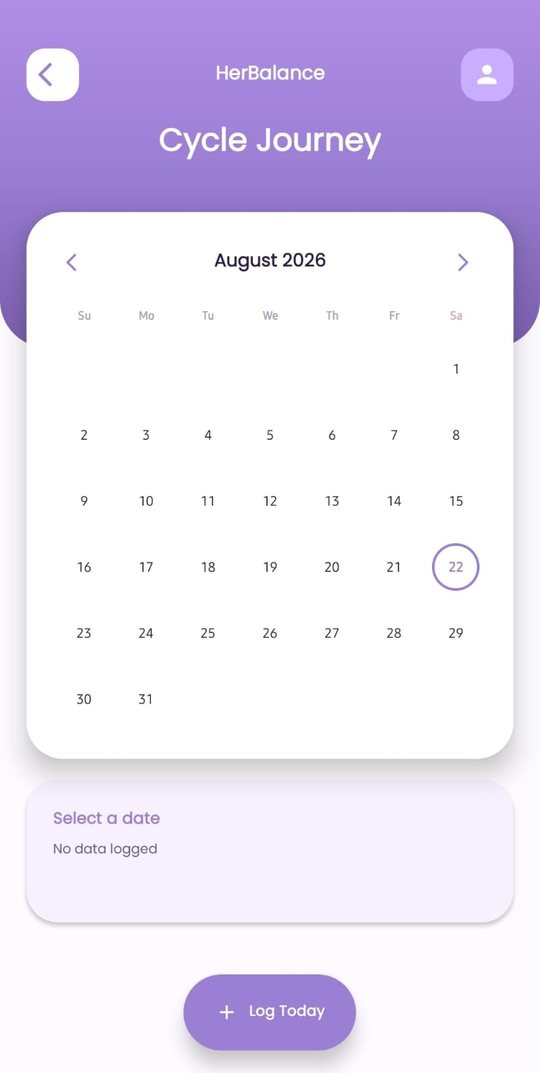 HerBalance
Cycle Journey
August 2026
Su Mo Tu We Th Fr Sa
1
2 3 4 5 6 7 8
9 10 11 12 13 14 15
16 17 18 19 20 21 22
23 24 25 26 27 28 29
30 31
Select a date
No data logged
+ Log Today